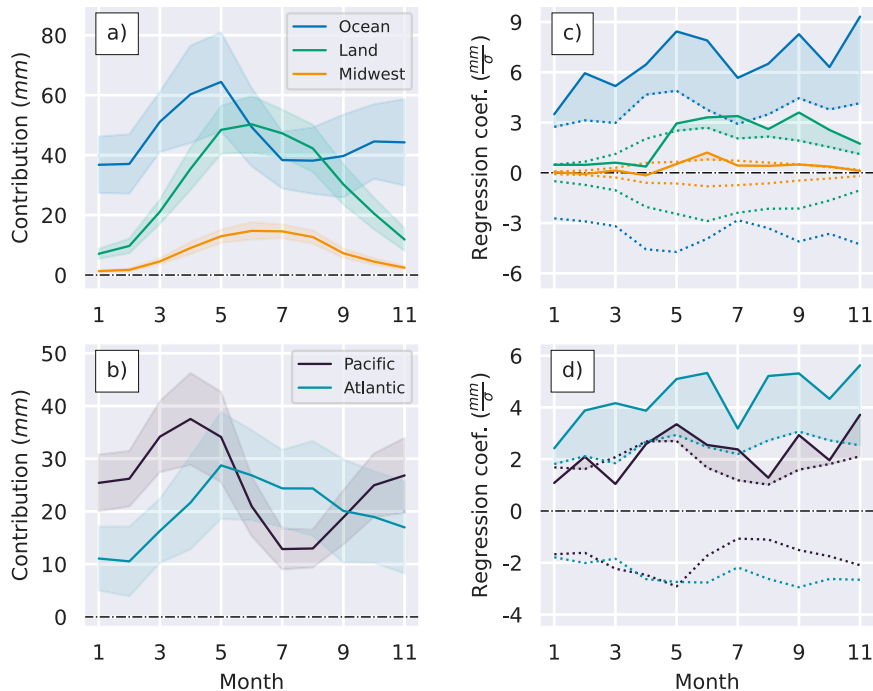 a)
Ocean
Land
Midwest
Contribution (mm)
80
60
40
20
0
1 3 5 7 9 11
c)
Regression coef. (mm/σ)
9
6
3
0
-3
-6
1 3 5 7 9 11
b)
Pacific
Atlantic
Contribution (mm)
50
40
30
20
10
0
1 3 5 7 9 11
Month
d)
Regression coef. (mm/σ)
6
4
2
0
-2
-4
1 3 5 7 9 11
Month